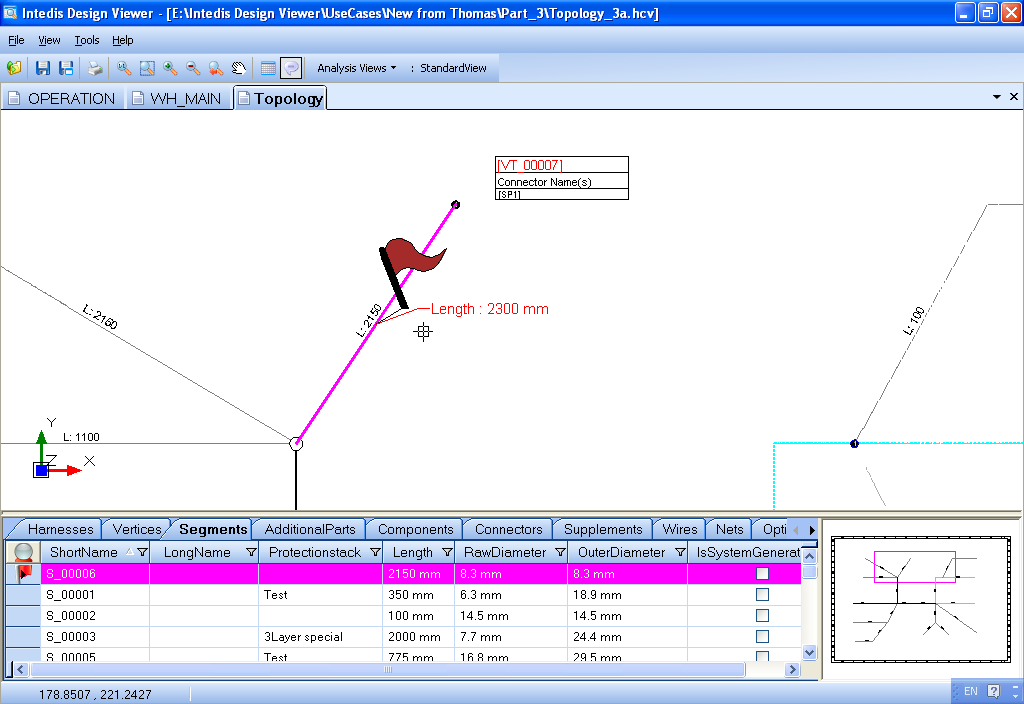 Intedis Design Viewer - [E:\Intedis Design Viewer\UseCases\New from Thomas\Part_3\Topology_3a.hcv]
File View Tools Help
Analysis Views : StandardView
OPERATION WH_MAIN Topology
[VT_00007]
Connector Name(s)
[SP1]
L: 2160
L: 2150
Length : 2300 mm
L: 100
Y
L: 1100
Z X
Harnesses Vertices Segments AdditionalParts Components Connectors Supplements Wires Nets Opti
ShortName LongName Protectionstack Length RawDiameter OuterDiameter IsSystemGenerat
S_00006 2150 mm 8.3 mm 8.3 mm
S_00001 Test 350 mm 6.3 mm 18.9 mm
S_00002 100 mm 14.5 mm 14.5 mm
S_00003 3Layer special 2000 mm 7.7 mm 24.4 mm
S_00005 Test 775 mm 16.8 mm 29.5 mm
178.8507 , 221.2427
EN ?